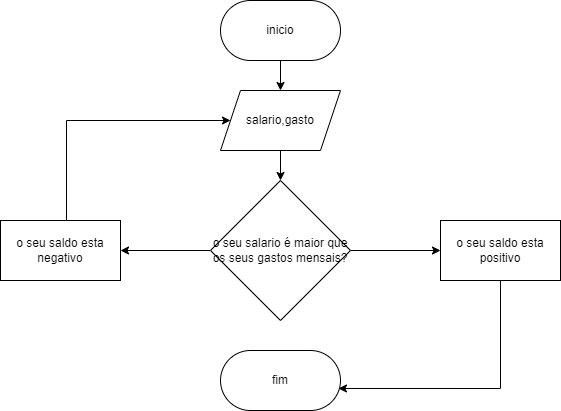 inicio
salario,gasto
o seu salario é maior que
os seus gastos mensais?
o seu saldo esta
negativo
o seu saldo esta
positivo
fim